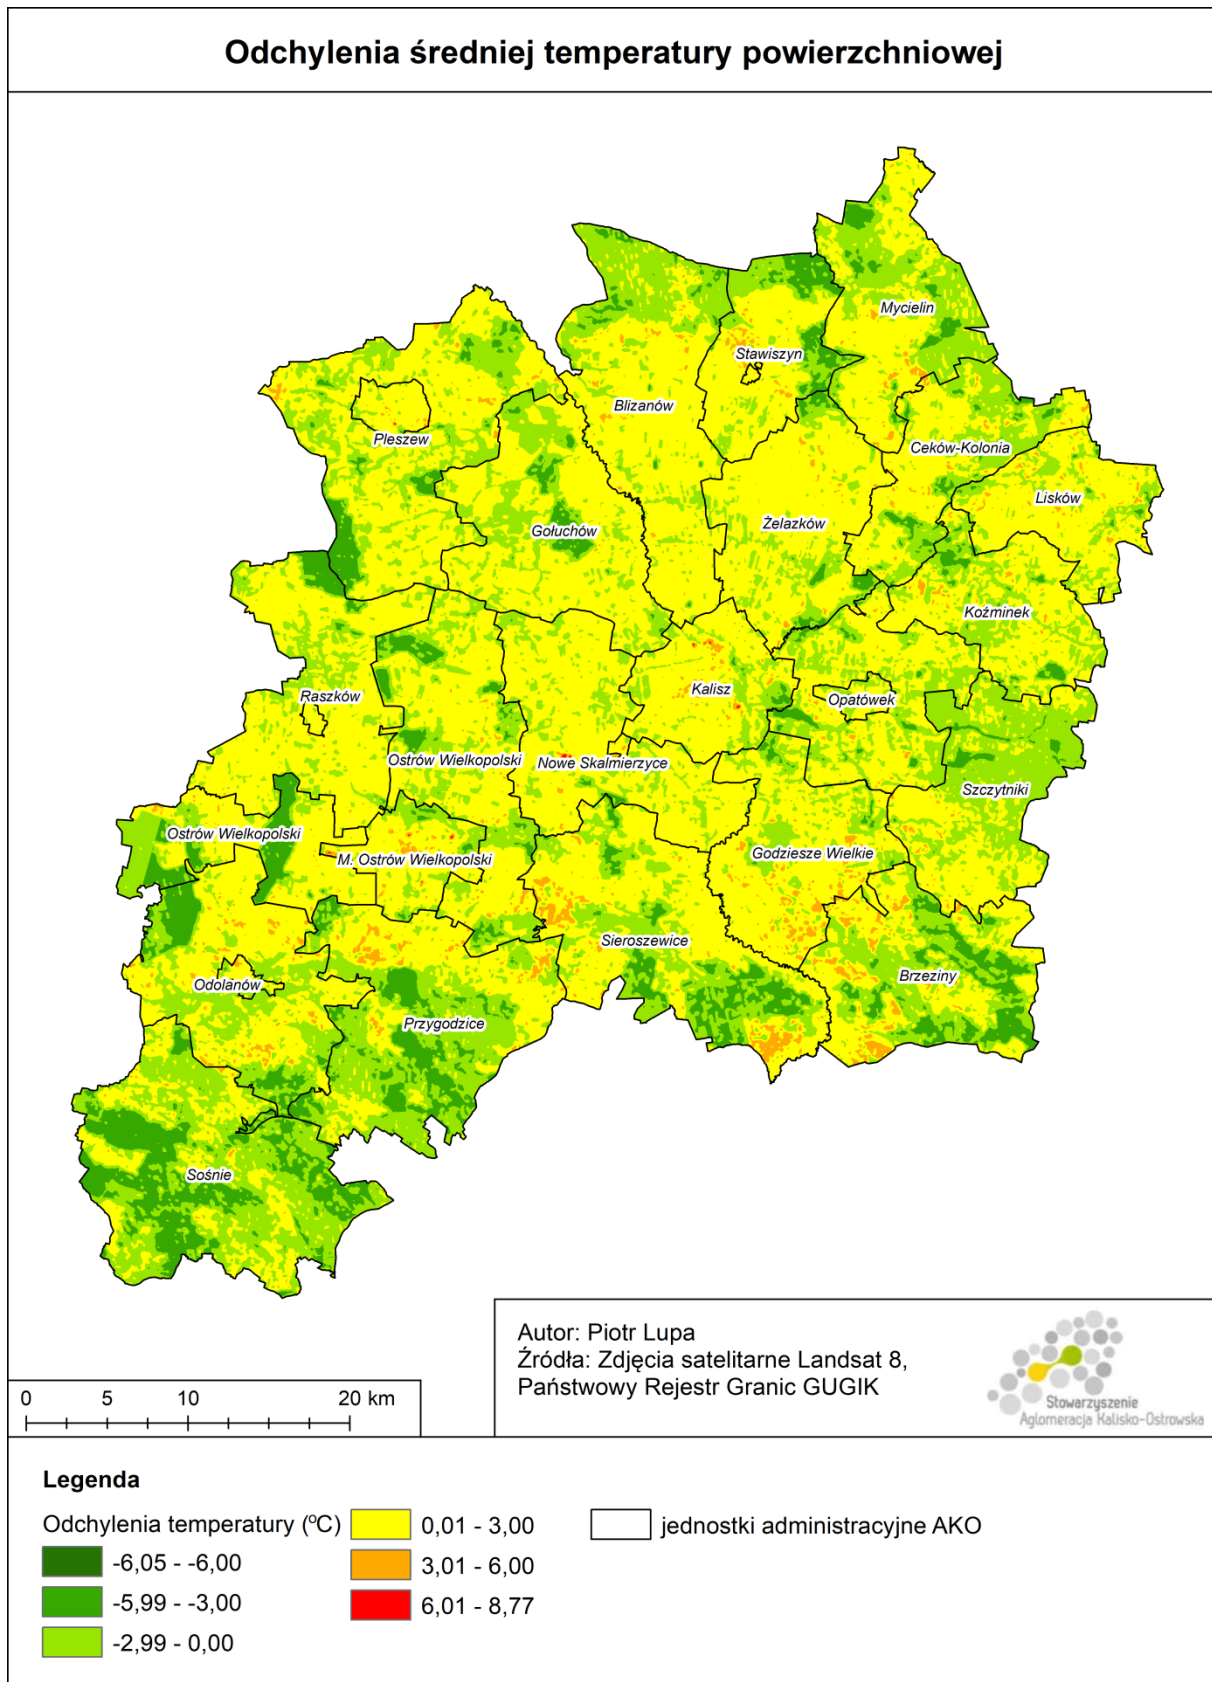 Odchylenia średniej temperatury powierzchniowej
Mycielin
Stawiszyn
Blizanów
Pleszew
Ceków-Kolonia
Lisków
Gołuchów
Żelazków
Koźminek
Raszków
Kalisz
Opatówek
Ostrów Wielkopolski
Nowe Skalmierzyce
Szczytniki
Ostrów Wielkopolski
M. Ostrów Wielkopolski
Godziesze Wielkie
Sieroszewice
Odolanów
Brzeziny
Przygodzice
Sośnie
Autor: Piotr Lupa
Źródła: Zdjęcia satelitarne Landsat 8,
Państwowy Rejestr Granic GUGIK
Stowarzyszenie
Aglomeracja Kalisko-Ostrowska
0 5 10 20 km
Legenda
Odchylenia temperatury (°C)
-6,05 - -6,00
-5,99 - -3,00
-2,99 - 0,00
0,01 - 3,00
3,01 - 6,00
6,01 - 8,77
jednostki administracyjne AKO